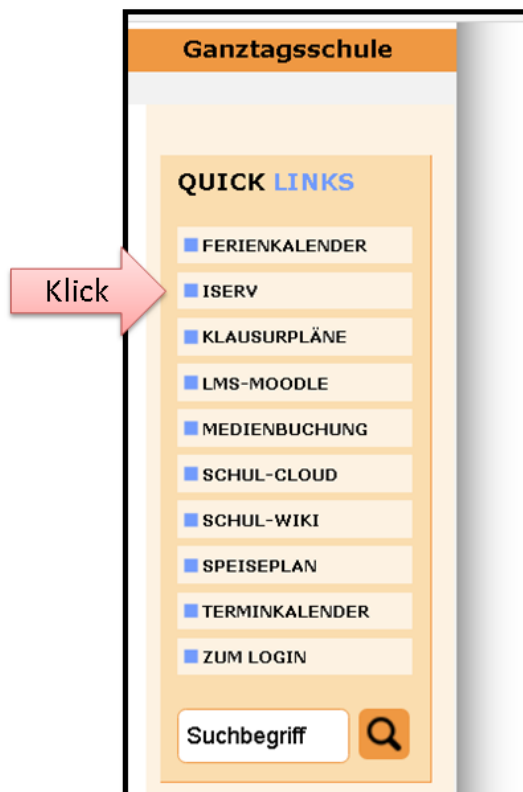 Ganztagsschule
QUICK LINKS
FERIENKALENDER
Klick
ISERV
KLAUSURPLÄNE
LMS-MOODLE
MEDIENBUCHUNG
SCHUL-CLOUD
SCHUL-WIKI
SPEISEPLAN
TERMINKALENDER
ZUM LOGIN
Suchbegriff